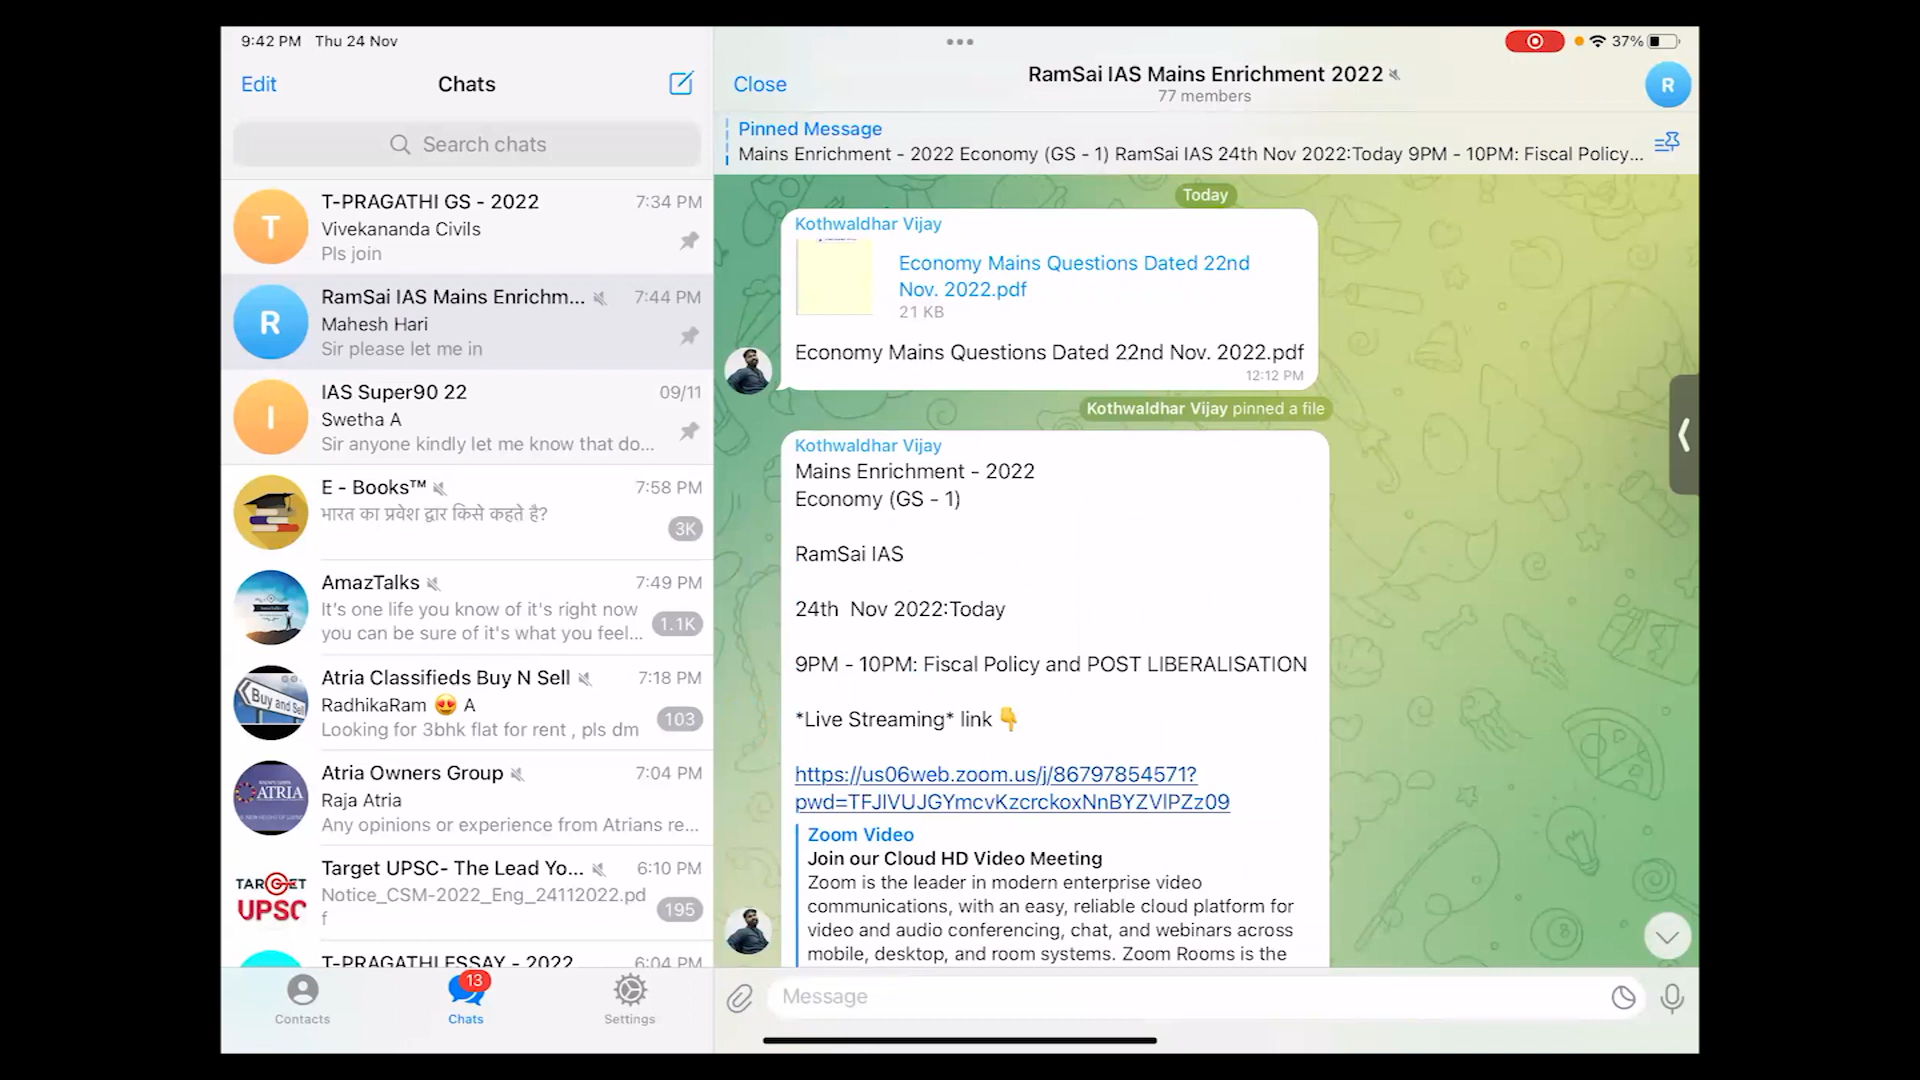 9:42 PM Thu 24 Nov
37%
Edit
Chats
Search chats
T
T-PRAGATHI GS - 2022
7:34 PM
Vivekananda Civils
Pls join
R
RamSai IAS Mains Enrichm...
7:44 PM
Mahesh Hari
Sir please let me in
I
IAS Super90 22
09/11
Swetha A
Sir anyone kindly let me know that do...
E - Books™
7:58 PM
भारत का प्रवेश द्वार किसे कहते है?
3K
AmazTalks
7:49 PM
It's one life you know of it's right now
you can be sure of it's what you feel...
1.1K
Buy and Sell
Atria Classifieds Buy N Sell
7:18 PM
RadhikaRam 😍 A
Looking for 3bhk flat for rent , pls dm
103
ATRIA
Atria Owners Group
7:04 PM
Raja Atria
Any opinions or experience from Atrians re...
TARGET
UPSC
Target UPSC- The Lead Yo...
6:10 PM
Notice_CSM-2022_Eng_24112022.pd
f
195
T-PRAGATHI ESSAY - 2022
6:04 PM
13
Contacts
Chats
Settings
Close
RamSai IAS Mains Enrichment 2022
77 members
R
Pinned Message
Mains Enrichment - 2022 Economy (GS - 1) RamSai IAS 24th Nov 2022:Today 9PM - 10PM: Fiscal Policy...
Today
Kothwaldhar Vijay
Economy Mains Questions Dated 22nd
Nov. 2022.pdf
21 KB
Economy Mains Questions Dated 22nd Nov. 2022.pdf
12:12 PM
Kothwaldhar Vijay pinned a file
Kothwaldhar Vijay
Mains Enrichment - 2022
Economy (GS - 1)
RamSai IAS
24th Nov 2022:Today
9PM - 10PM: Fiscal Policy and POST LIBERALISATION
*Live Streaming* link 👇
https://us06web.zoom.us/j/86797854571?
pwd=TFJIVUJGYmcvKzcrckoxNnBYZVlPZz09
Zoom Video
Join our Cloud HD Video Meeting
Zoom is the leader in modern enterprise video
communications, with an easy, reliable cloud platform for
video and audio conferencing, chat, and webinars across
mobile, desktop, and room systems. Zoom Rooms is the
Message